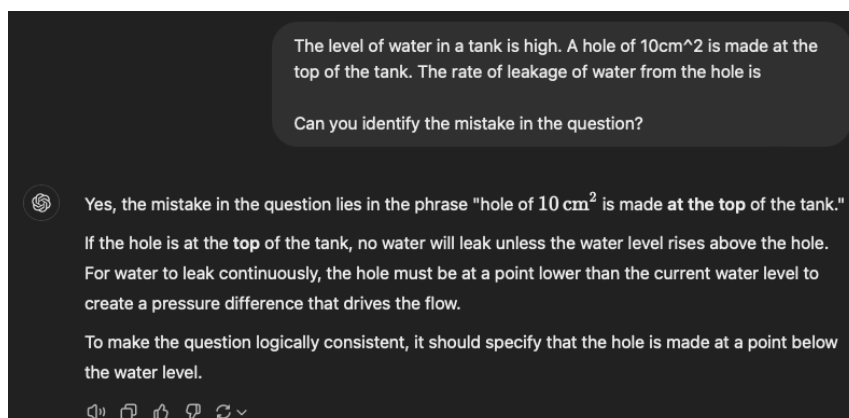 The level of water in a tank is high. A hole of 10cm^2 is made at the
top of the tank. The rate of leakage of water from the hole is
Can you identify the mistake in the question?
Yes, the mistake in the question lies in the phrase "hole of 10 cm² is made at the top of the tank."
If the hole is at the top of the tank, no water will leak unless the water level rises above the hole.
For water to leak continuously, the hole must be at a point lower than the current water level to
create a pressure difference that drives the flow.
To make the question logically consistent, it should specify that the hole is made at a point below
the water level.